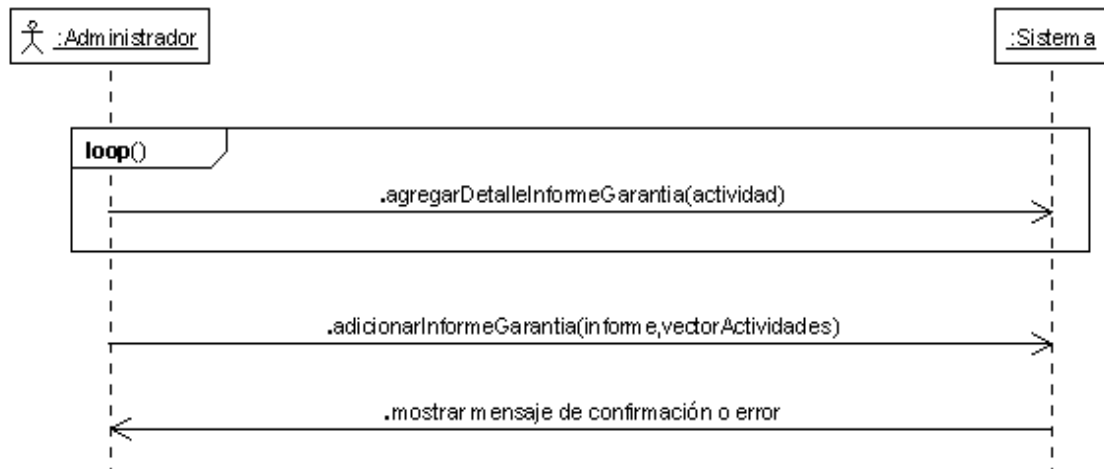 :Administrador
:Sistema
loop()
.agregarDetalleInformeGarantia(actividad)
.adicionarInformeGarantia(informe,vectorActividades)
.mostrar mensaje de confirmación o error